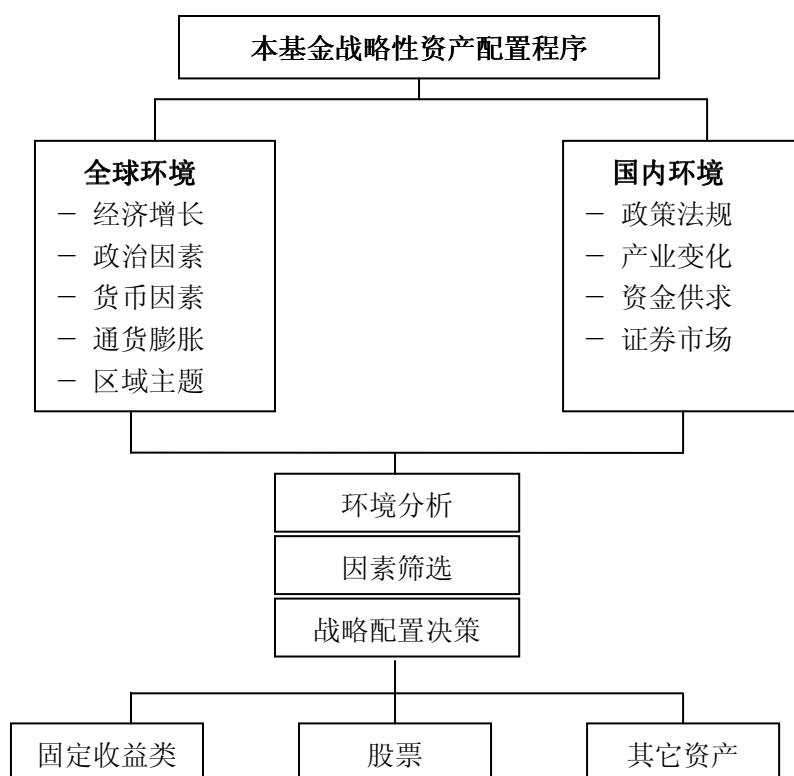 本基金战略性资产配置程序
全球环境
－ 经济增长
－ 政治因素
－ 货币因素
－ 通货膨胀
－ 区域主题
国内环境
－ 政策法规
－ 产业变化
－ 资金供求
－ 证券市场
环境分析
因素筛选
战略配置决策
固定收益类
股票
其它资产